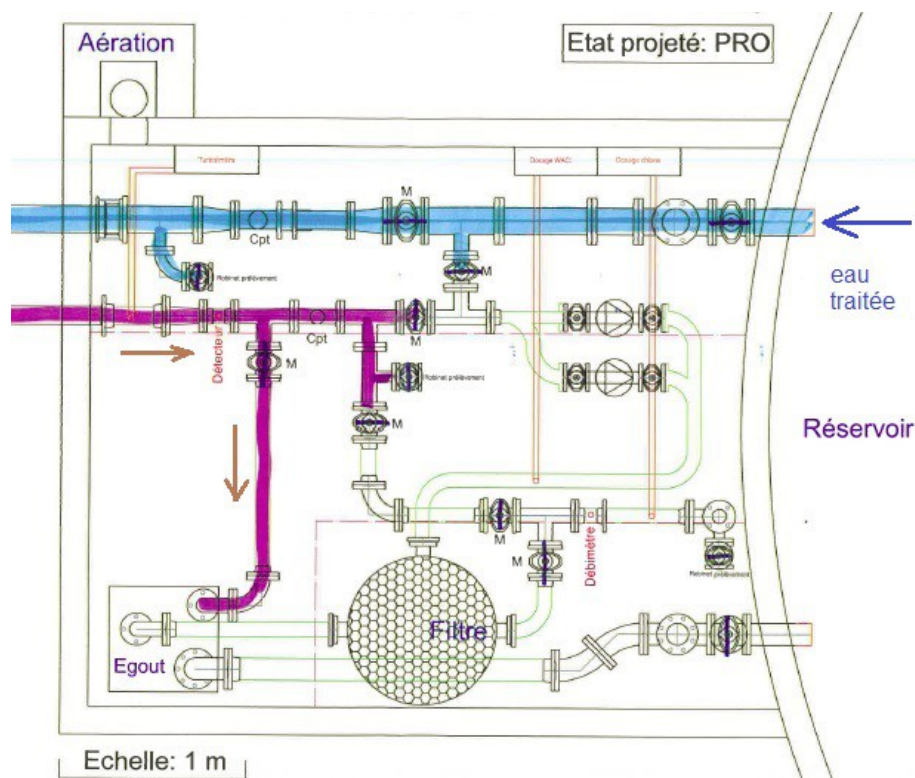 Aération
Etat projeté: PRO
Turbidimètre
Dosage WAC
Dosage chlore
M
Cpt
eau
traitée
Robinet prélèvement
M
Détecteur
Cpt
M
M
Robinet prélèvement
M
Réservoir
M
M
Débimètre
Robinet prélèvement
Filtre
Egout
Echelle: 1 m